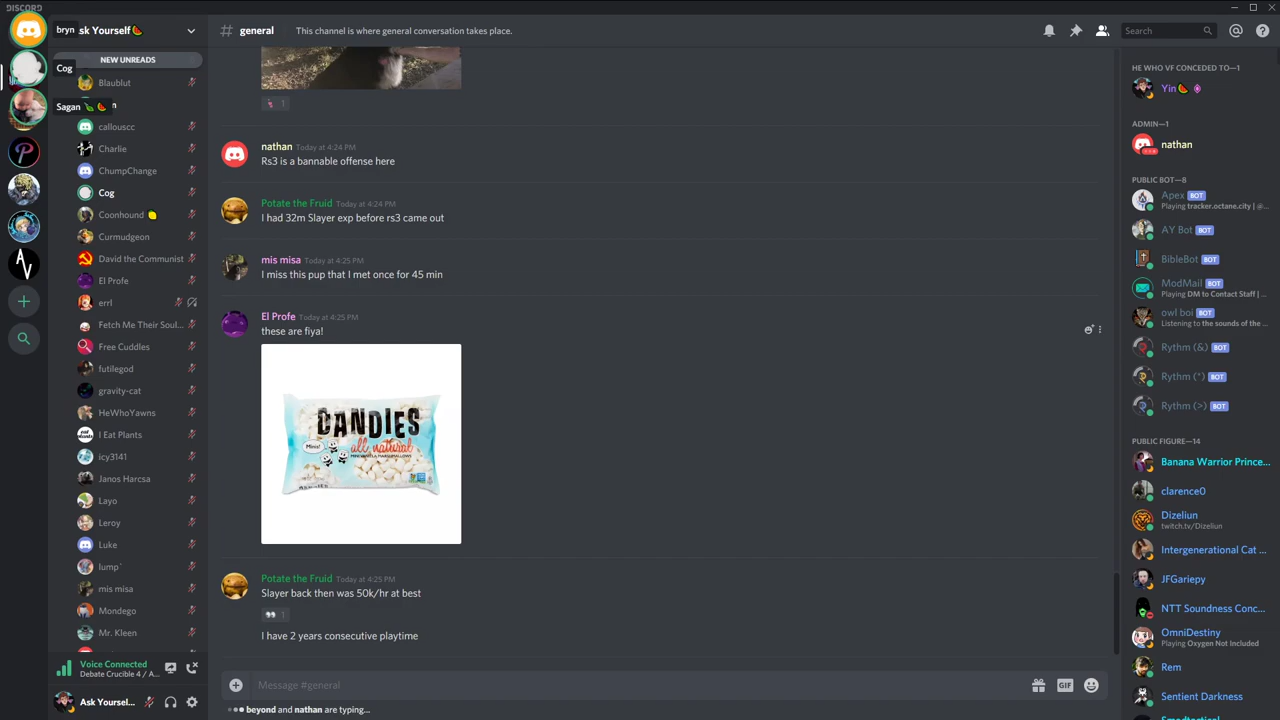 DISCORD
bryn
Ask Yourself🍉
# general
This channel is where general conversation takes place.
Search
NEW UNREADS
Cog
Sagan
Blaublut
callouscc
Charlie
ChumpChange
Cog
Coonhound 🍋
Curmudgeon
David the Communist
El Profe
errl
Fetch Me Their Soul...
Free Cuddles
futilegod
gravity-cat
HeWhoYawns
I Eat Plants
icy3141
Janos Harcsa
Layo
Leroy
Luke
lump`
mis misa
Mondego
Mr. Kleen
Voice Connected
Debate Crucible 4 / A...
Ask Yoursel...
1
nathan Today at 4:24 PM
Rs3 is a bannable offense here
Potate the Fruid Today at 4:24 PM
I had 32m Slayer exp before rs3 came out
mis misa Today at 4:25 PM
I miss this pup that I met once for 45 min
El Profe Today at 4:25 PM
these are fiya!
Minis!
DANDIES
all natural
MINI VANILLA MARSHMALLOWS
Potate the Fruid Today at 4:25 PM
Slayer back then was 50k/hr at best
👀 1
I have 2 years consecutive playtime
Message #general
GIF
beyond and nathan are typing...
HE WHO VF CONCEDED TO—1
Yin🍉
ADMIN—1
nathan
PUBLIC BOT—8
Apex BOT
Playing tracker.octane.city | @...
AY Bot BOT
BibleBot BOT
ModMail BOT
Playing DM to Contact Staff | ...
owl boi BOT
Listening to the sounds of the ...
Rythm (&) BOT
Rythm (*) BOT
Rythm (>) BOT
PUBLIC FIGURE—14
Banana Warrior Prince...
clarence0
Dizeliun
twitch.tv/Dizeliun
Intergenerational Cat ...
JFGariepy
NTT Soundness Conc...
OmniDestiny
Playing Oxygen Not Included
Rem
Sentient Darkness